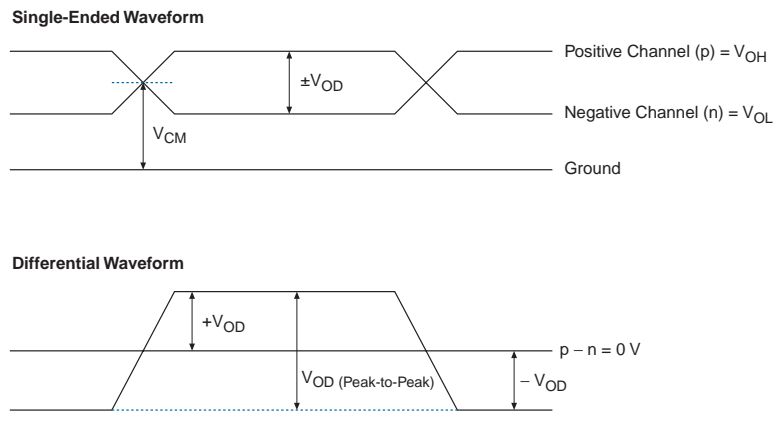 Single-Ended Waveform
Positive Channel (p) = VOH
±VOD
Negative Channel (n) = VOL
VCM
Ground
Differential Waveform
+VOD
p – n = 0 V
VOD (Peak-to-Peak)
– VOD